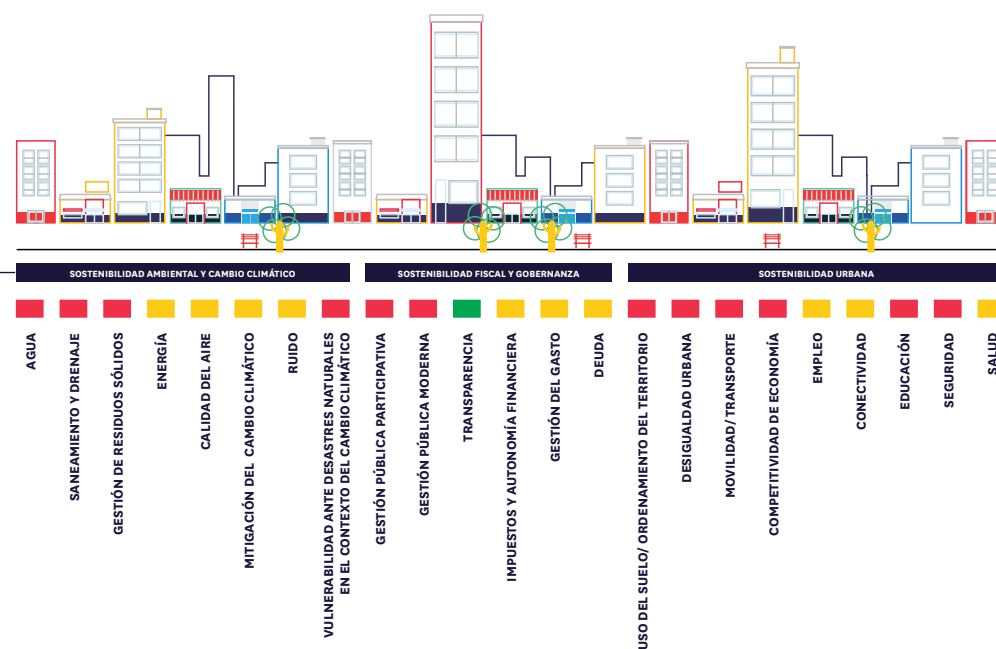 SOSTENIBILIDAD AMBIENTAL Y CAMBIO CLIMÁTICO
SOSTENIBILIDAD FISCAL Y GOBERNANZA
SOSTENIBILIDAD URBANA
AGUA
SANEAMIENTO Y DRENAJE
GESTIÓN DE RESIDUOS SÓLIDOS
ENERGÍA
CALIDAD DEL AIRE
MITIGACIÓN DEL CAMBIO CLIMÁTICO
RUIDO
VULNERABILIDAD ANTE DESASTRES NATURALES
EN EL CONTEXTO DEL CAMBIO CLIMÁTICO
GESTIÓN PÚBLICA PARTICIPATIVA
GESTIÓN PÚBLICA MODERNA
TRANSPARENCIA
IMPUESTOS Y AUTONOMÍA FINANCIERA
GESTIÓN DEL GASTO
DEUDA
USO DEL SUELO/ ORDENAMIENTO DEL TERRITORIO
DESIGUALDAD URBANA
MOVILIDAD/ TRANSPORTE
COMPETITIVIDAD DE ECONOMÍA
EMPLEO
CONECTIVIDAD
EDUCACIÓN
SEGURIDAD
SALUD